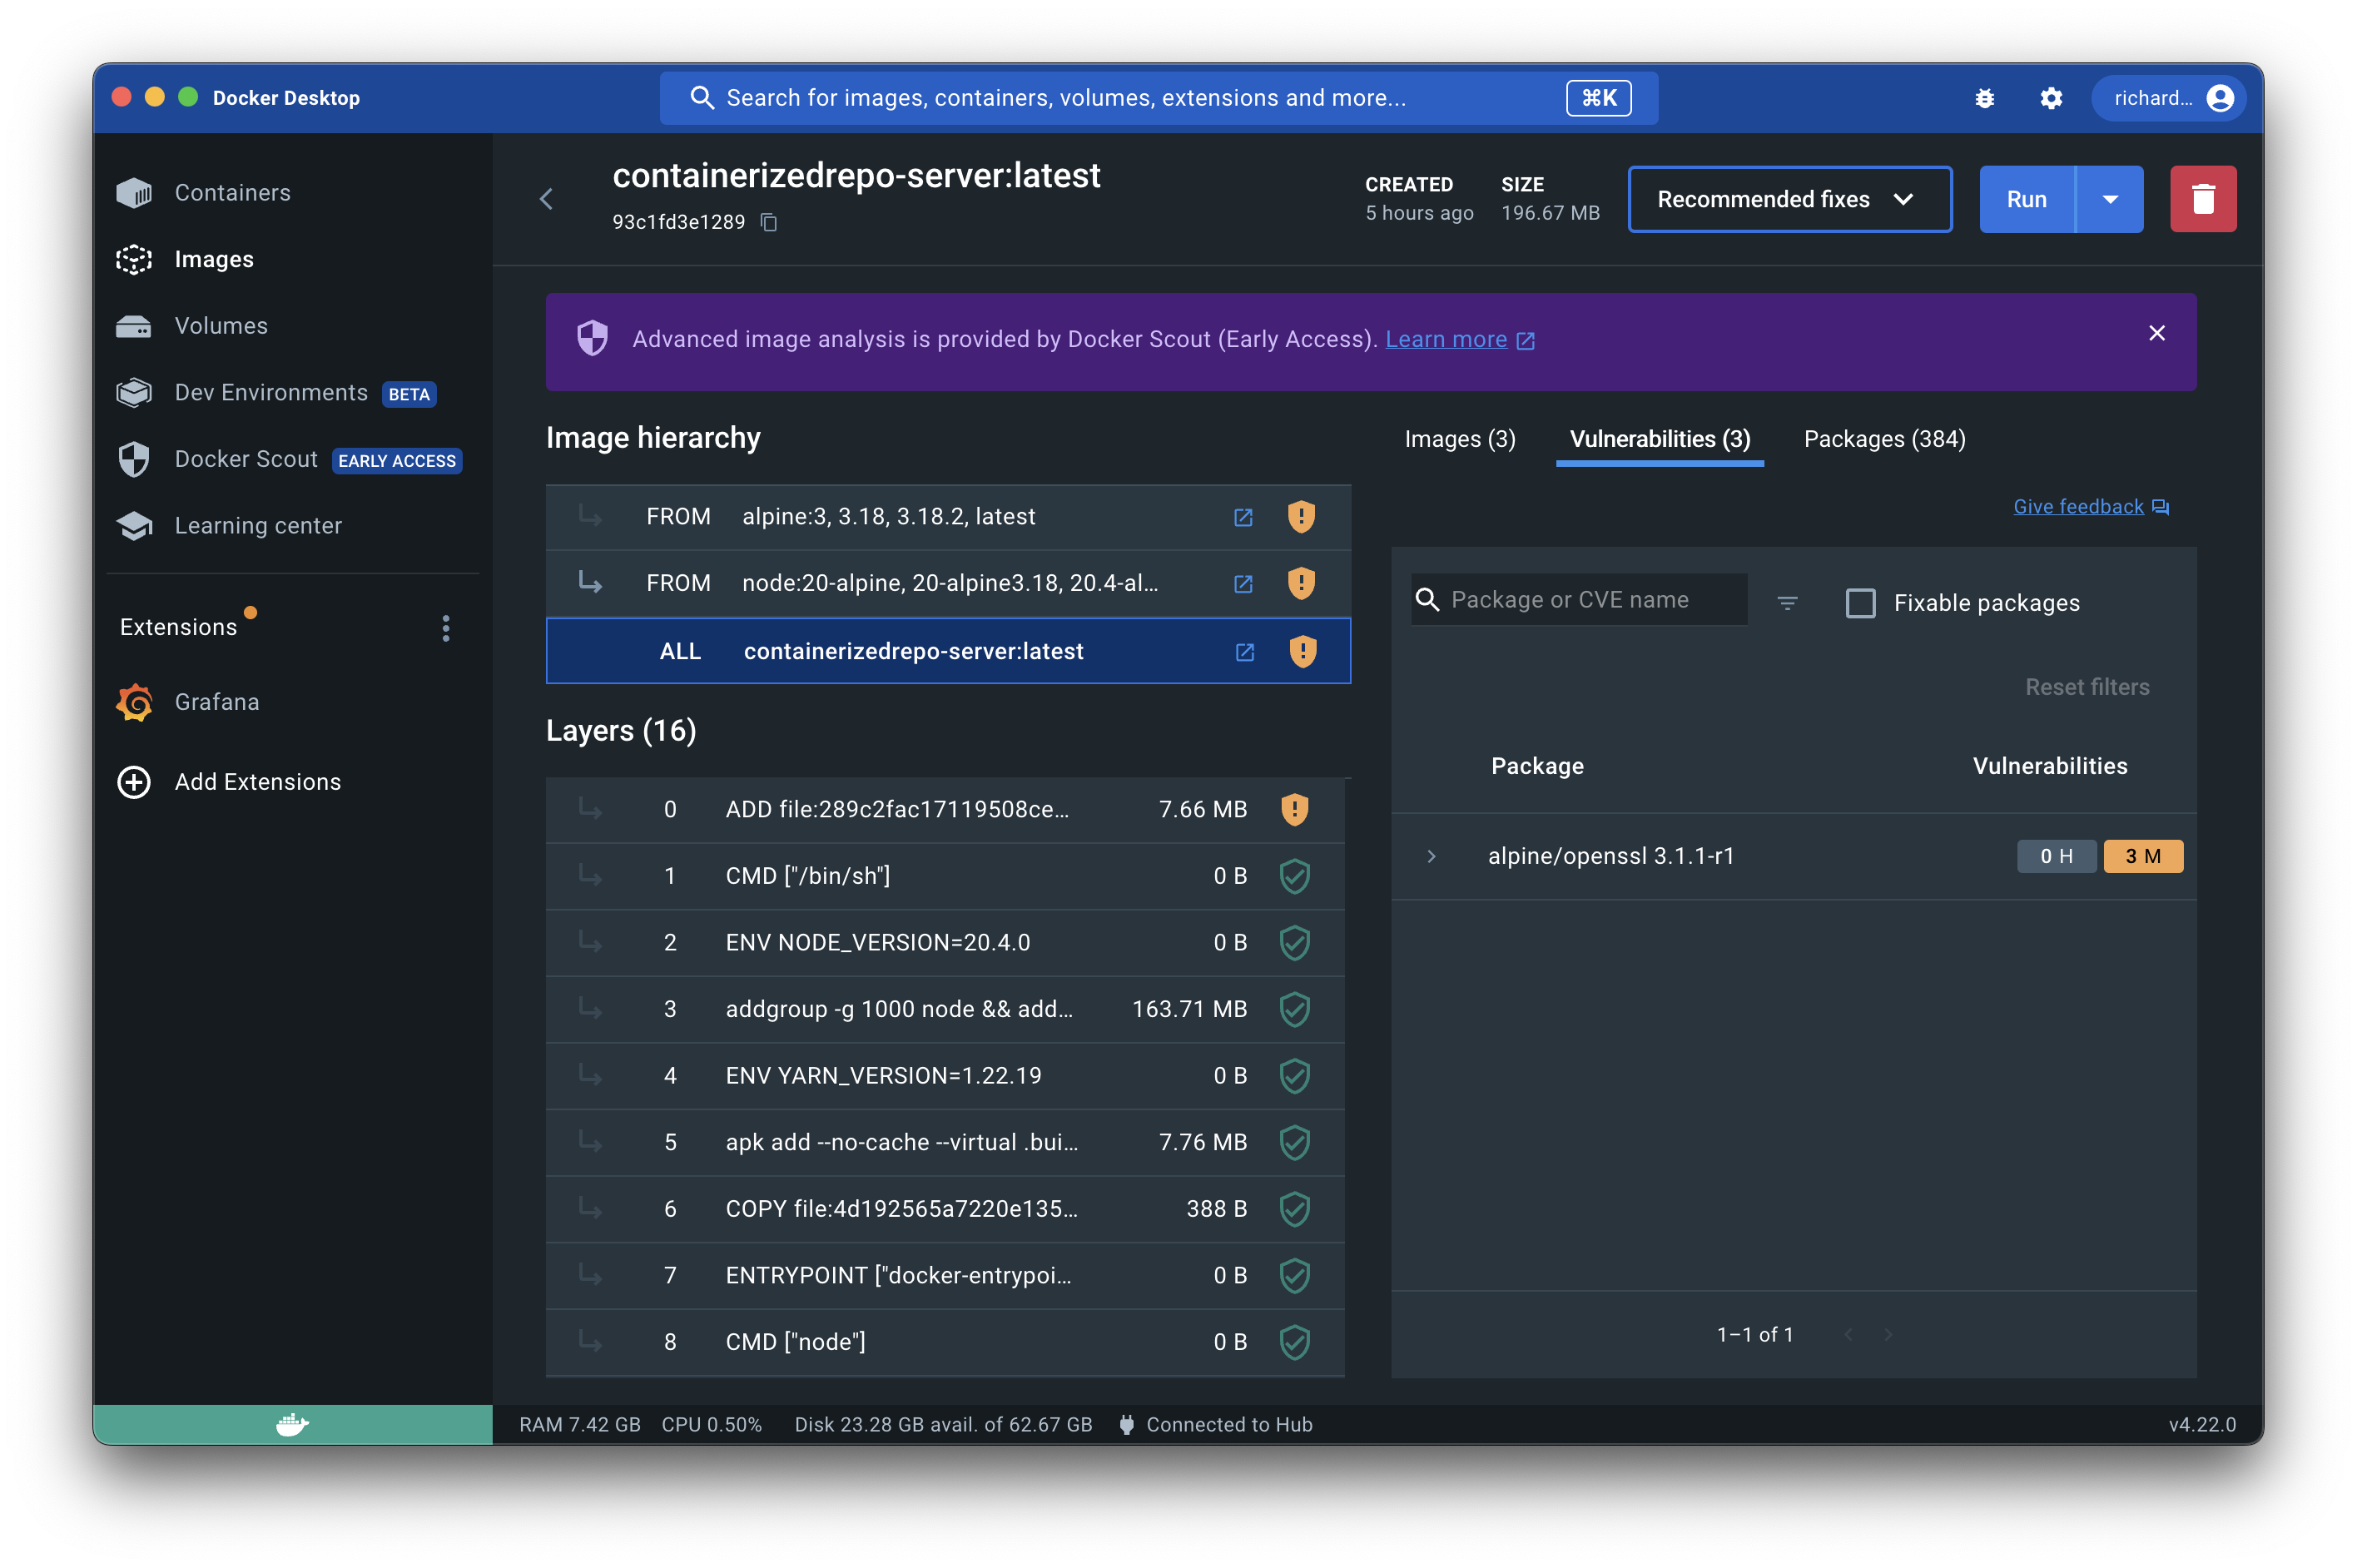 Docker Desktop
Search for images, containers, volumes, extensions and more...
⌘K
richard...
Containers
Images
Volumes
Dev Environments BETA
Docker Scout EARLY ACCESS
Learning center
Extensions
Grafana
Add Extensions
containerizedrepo-server:latest
93c1fd3e1289
CREATED
5 hours ago
SIZE
196.67 MB
Recommended fixes
Run
Advanced image analysis is provided by Docker Scout (Early Access). Learn more
Image hierarchy
FROM alpine:3, 3.18, 3.18.2, latest
FROM node:20-alpine, 20-alpine3.18, 20.4-al...
ALL containerizedrepo-server:latest
Layers (16)
0 ADD file:289c2fac17119508ce... 7.66 MB
1 CMD ["/bin/sh"] 0 B
2 ENV NODE_VERSION=20.4.0 0 B
3 addgroup -g 1000 node && add... 163.71 MB
4 ENV YARN_VERSION=1.22.19 0 B
5 apk add --no-cache --virtual .bui... 7.76 MB
6 COPY file:4d192565a7220e135... 388 B
7 ENTRYPOINT ["docker-entrypoi... 0 B
8 CMD ["node"] 0 B
Images (3)
Vulnerabilities (3)
Packages (384)
Give feedback
Package or CVE name
Fixable packages
Reset filters
Package Vulnerabilities
alpine/openssl 3.1.1-r1 0 H 3 M
1–1 of 1
RAM 7.42 GB CPU 0.50% Disk 23.28 GB avail. of 62.67 GB Connected to Hub
v4.22.0